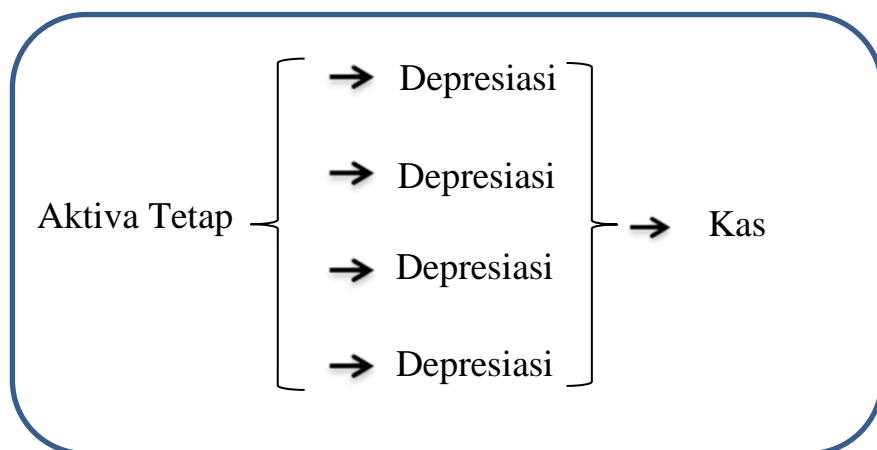 Aktiva Tetap
Depresiasi
Depresiasi
Depresiasi
Depresiasi
Kas